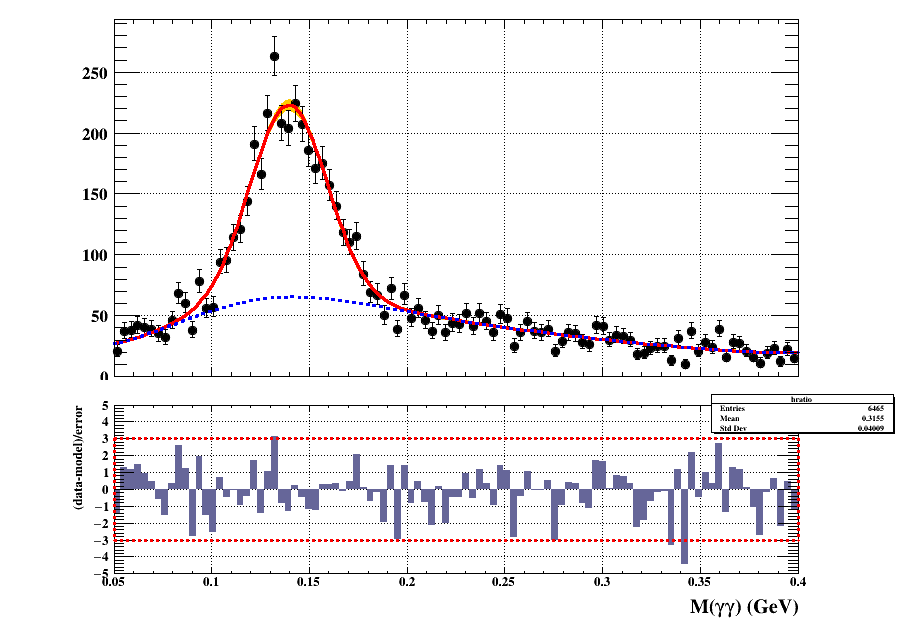 250
200
150
100
50
0
hratio
Entries 6465
Mean 0.3155
Std Dev 0.04009
(data-model)/error
5
4
3
2
1
0
−1
−2
−3
−4
−5
0.05 0.1 0.15 0.2 0.25 0.3 0.35 0.4
M(γγ) (GeV)